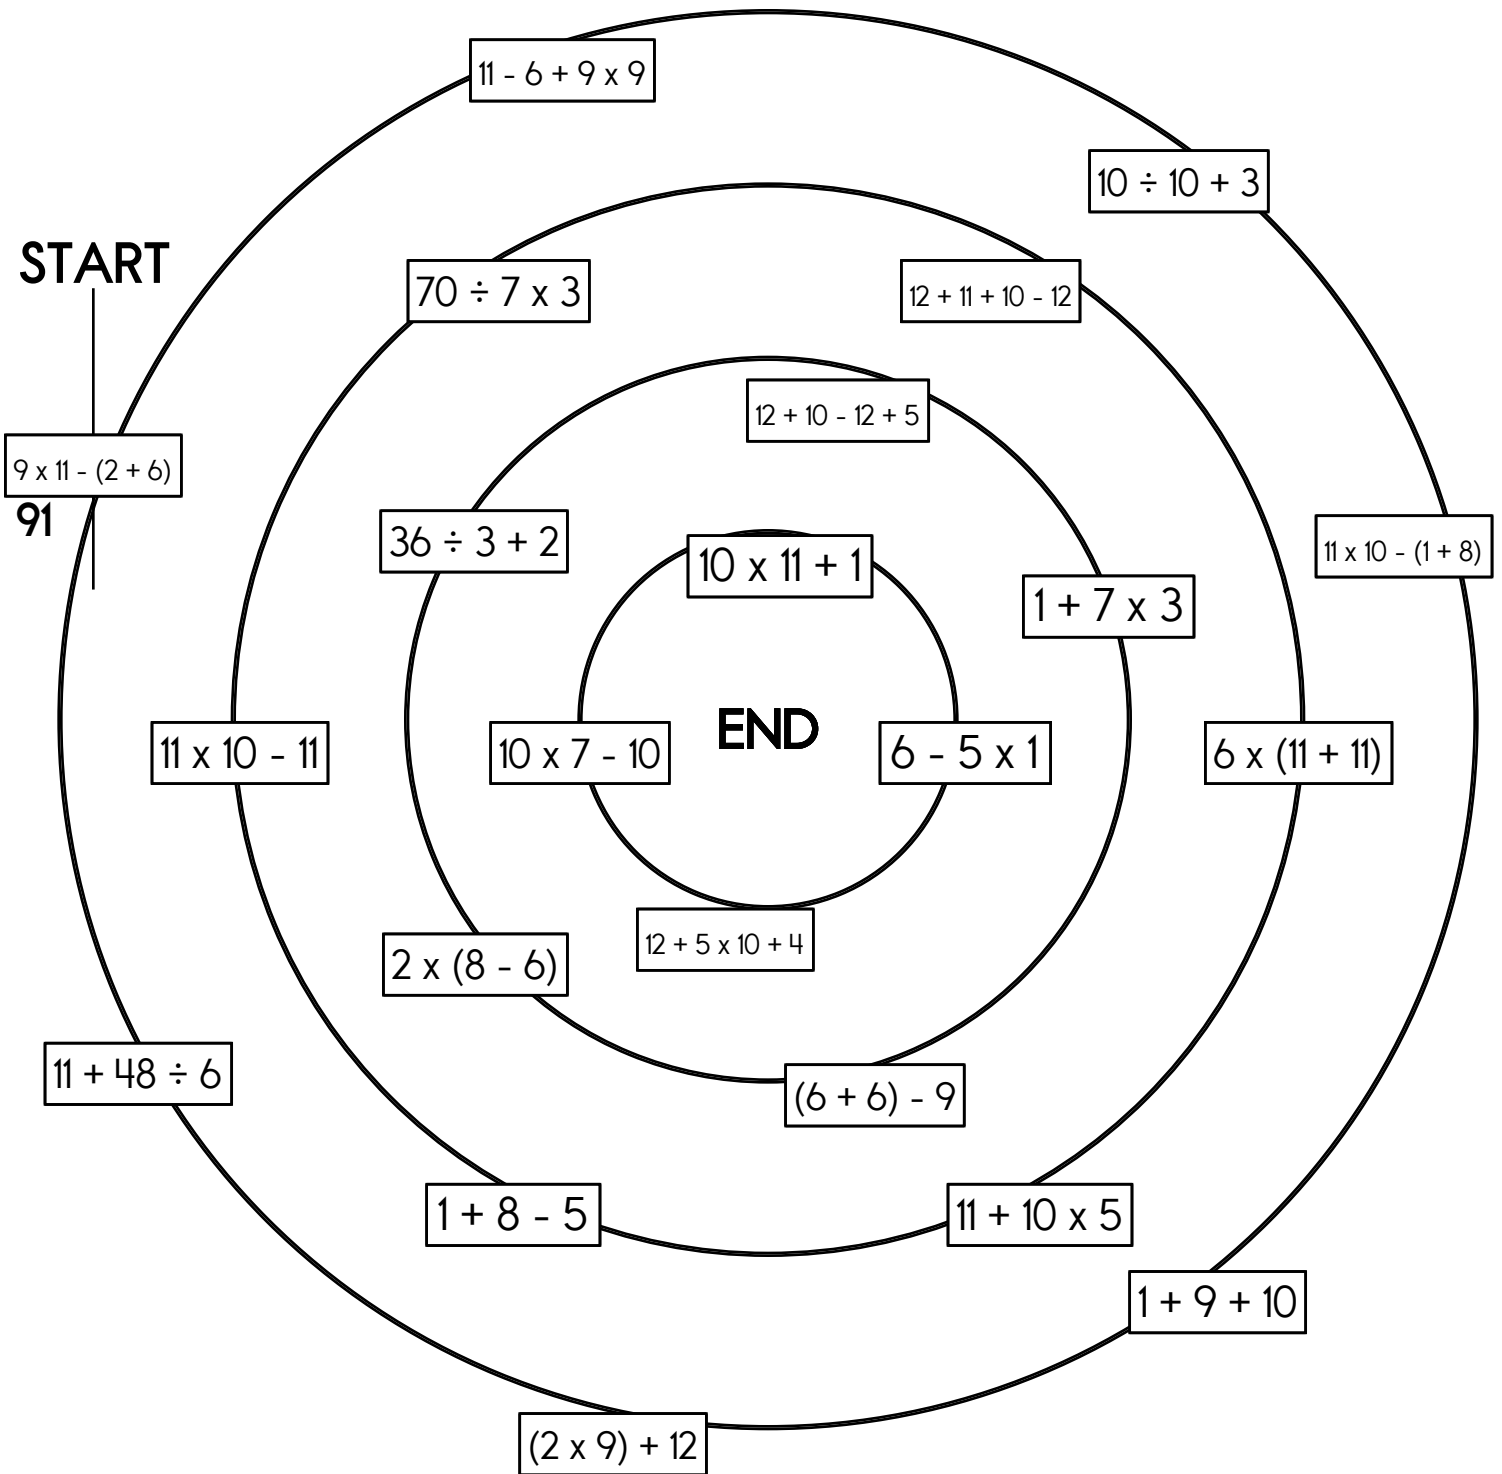 11 - 6 + 9 x 9
10 ÷ 10 + 3
START
70 ÷ 7 x 3
12 + 11 + 10 - 12
12 + 10 - 12 + 5
9 x 11 - (2 + 6)
91
36 ÷ 3 + 2
11 x 10 - (1 + 8)
10 x 11 + 1
1 + 7 x 3
END
11 x 10 - 11
10 x 7 - 10
6 - 5 x 1
6 x (11 + 11)
12 + 5 x 10 + 4
2 x (8 - 6)
11 + 48 ÷ 6
(6 + 6) - 9
1 + 8 - 5
11 + 10 x 5
1 + 9 + 10
(2 x 9) + 12